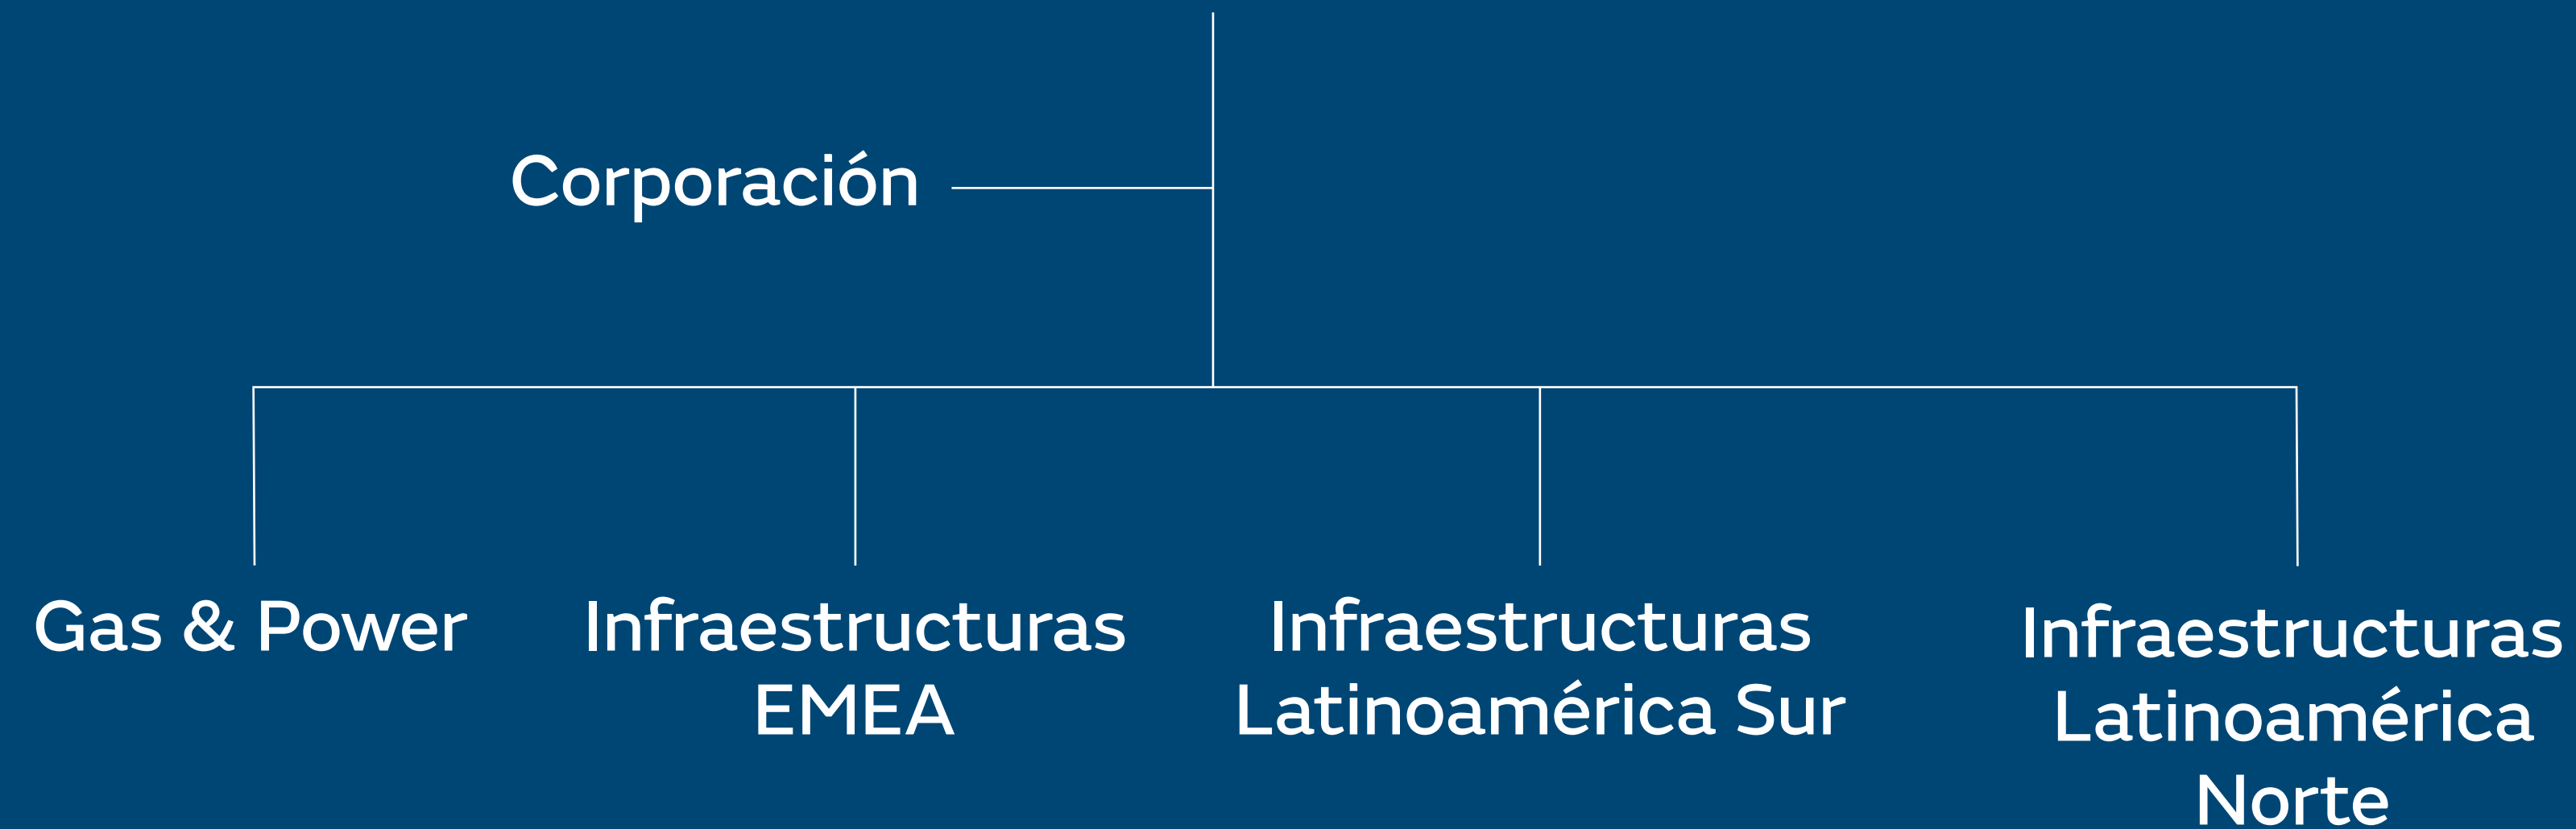 Corporación
Gas & Power
Infraestructuras
EMEA
Infraestructuras
Latinoamérica Sur
Infraestructuras
Latinoamérica
Norte